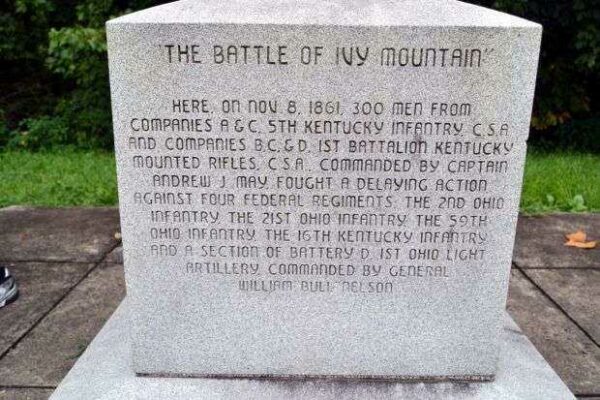 "THE BATTLE OF IVY MOUNTAIN"
HERE, ON NOV. 8, 1861, 300 MEN FROM
COMPANIES A & C, 5TH KENTUCKY INFANTRY, C.S.A.
AND COMPANIES B,C,& D, 1ST BATTALION KENTUCKY
MOUNTED RIFLES, C.S.A., COMMANDED BY CAPTAIN
ANDREW J. MAY, FOUGHT A DELAYING ACTION
AGAINST FOUR FEDERAL REGIMENTS, THE 2ND OHIO
INFANTRY, THE 21ST OHIO INFANTRY, THE 59TH
OHIO INFANTRY, THE 16TH KENTUCKY INFANTRY,
AND A SECTION OF BATTERY D, 1ST OHIO LIGHT
ARTILLERY, COMMANDED BY GENERAL
WILLIAM "BULL" NELSON.